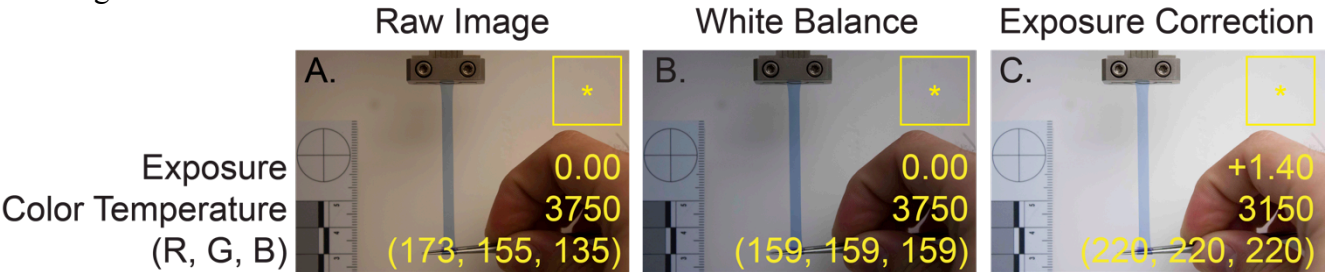 Raw Image White Balance Exposure Correction
A. B. C.
* * *
Exposure 0.00 0.00 +1.40
Color Temperature 3750 3750 3150
(R, G, B) (173, 155, 135) (159, 159, 159) (220, 220, 220)